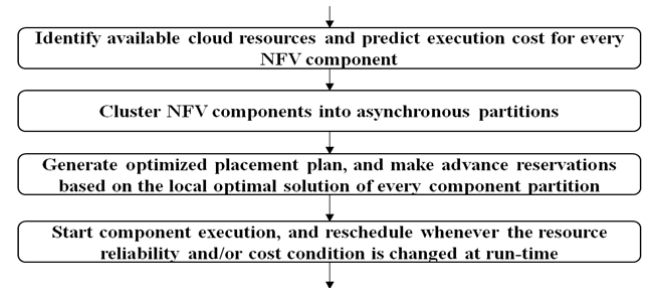 Identify available cloud resources and predict execution cost for every
NFV component
Cluster NFV components into asynchronous partitions
Generate optimized placement plan, and make advance reservations
based on the local optimal solution of every component partition
Start component execution, and reschedule whenever the resource
reliability and/or cost condition is changed at run-time